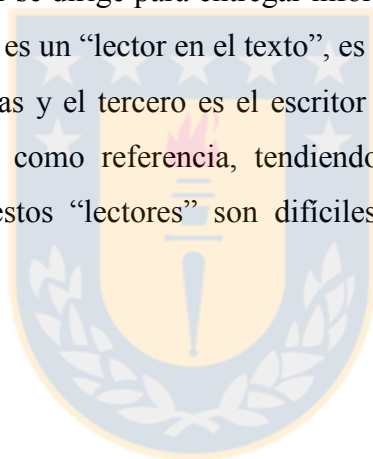 se dirige para entregar
es un “lector en el texto”, es
as y el tercero es el escritor
como referencia, tendiendo
estos “lectores” son difíciles